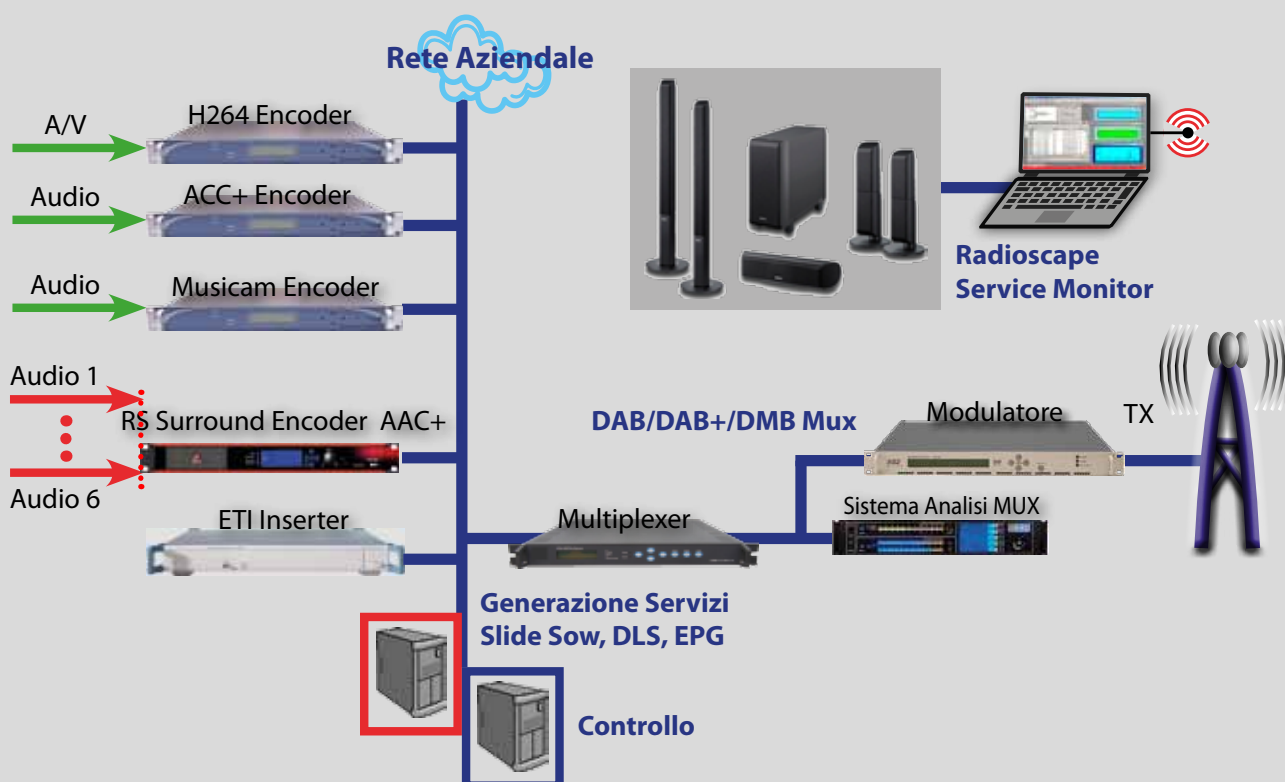 Rete Aziendale
H264 Encoder
A/V
ACC+ Encoder
Audio
Musicam Encoder
Audio
Audio 1
RS Surround Encoder AAC+
Audio 6
ETI Inserter
Radioscape
Service Monitor
DAB/DAB+/DMB Mux
Modulatore
TX
Multiplexer
Sistema Analisi MUX
Generazione Servizi
Slide Sow, DLS, EPG
Controllo